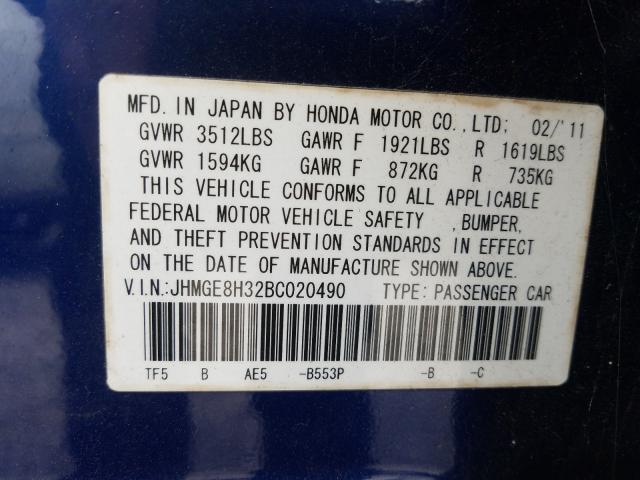 MFD. IN JAPAN BY HONDA MOTOR CO., LTD; 02/'11
GVWR 3512LBS GAWR F 1921LBS R 1619LBS
GVWR 1594KG GAWR F 872KG R 735KG
THIS VEHICLE CONFORMS TO ALL APPLICABLE
FEDERAL MOTOR VEHICLE SAFETY , BUMPER,
AND THEFT PREVENTION STANDARDS IN EFFECT
ON THE DATE OF MANUFACTURE SHOWN ABOVE.
V.I.N.:JHMGE8H32BC020490 TYPE: PASSENGER CAR
TF5 B AE5 -B553P -B -C